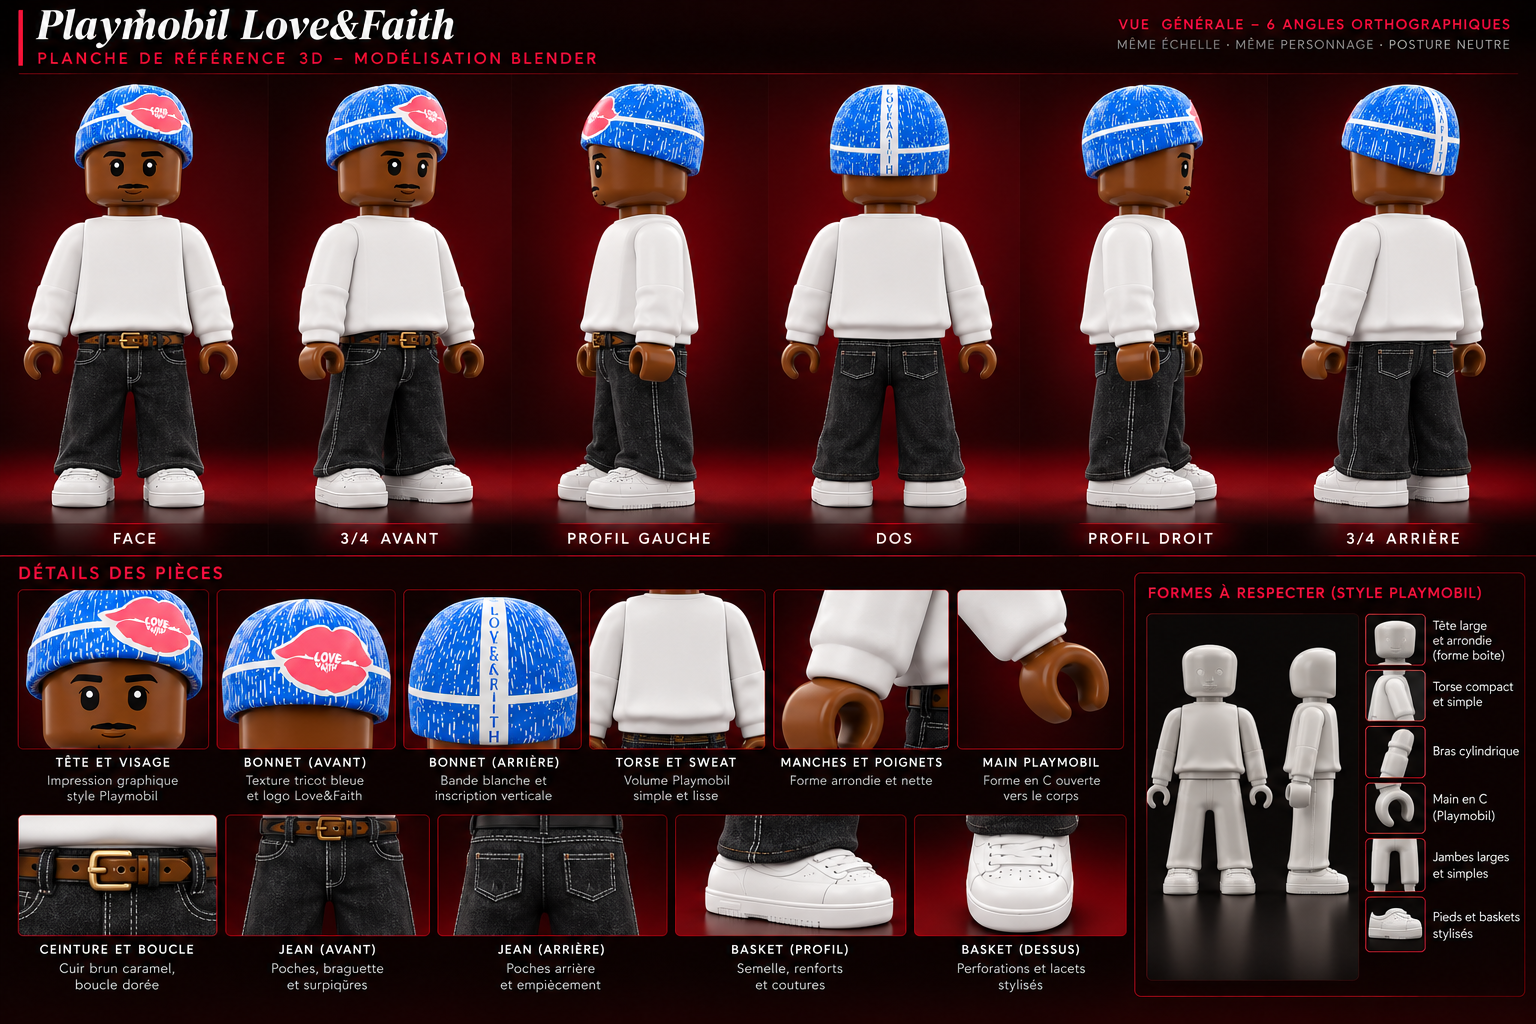 Playmobil Love&Faith
PLANCHE DE RÉFÉRENCE 3D – MODÉLISATION BLENDER
VUE GÉNÉRALE – 6 ANGLES ORTHOGRAPHIQUES
MÊME ÉCHELLE · MÊME PERSONNAGE · POSTURE NEUTRE
FACE
3/4 AVANT
PROFIL GAUCHE
DOS
PROFIL DROIT
3/4 ARRIÈRE
DÉTAILS DES PIÈCES
LOVE
LOVE
FAITH
LOVE&ARIITH
TÊTE ET VISAGE
Impression graphique
style Playmobil
BONNET (AVANT)
Texture tricot bleue
et logo Love&Faith
BONNET (ARRIÈRE)
Bande blanche et
inscription verticale
TORSE ET SWEAT
Volume Playmobil
simple et lisse
MANCHES ET POIGNETS
Forme arrondie et nette
MAIN PLAYMOBIL
Forme en C ouverte
vers le corps
CEINTURE ET BOUCLE
Cuir brun caramel,
boucle dorée
JEAN (AVANT)
Poches, braguette
et surpiqûres
JEAN (ARRIÈRE)
Poches arrière
et empiècement
BASKET (PROFIL)
Semelle, renforts
et coutures
BASKET (DESSUS)
Perforations et lacets
stylisés
FORMES À RESPECTER (STYLE PLAYMOBIL)
Tête large
et arrondie
(forme boîte)
Torse compact
et simple
Bras cylindrique
Main en C
(Playmobil)
Jambes larges
et simples
Pieds et baskets
stylisés